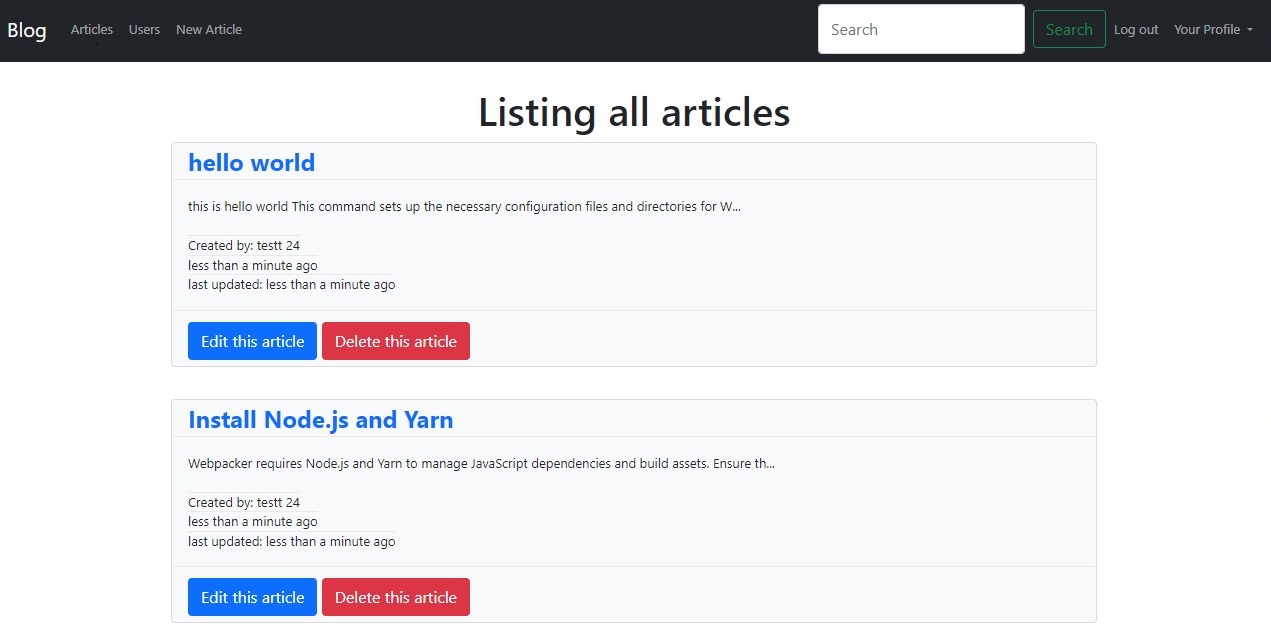 Blog Articles Users New Article Search Search Log out Your Profile
Listing all articles
hello world
this is hello world This command sets up the necessary configuration files and directories for W...
Created by: testt 24
less than a minute ago
last updated: less than a minute ago
Edit this article Delete this article
Install Node.js and Yarn
Webpacker requires Node.js and Yarn to manage JavaScript dependencies and build assets. Ensure th...
Created by: testt 24
less than a minute ago
last updated: less than a minute ago
Edit this article Delete this article